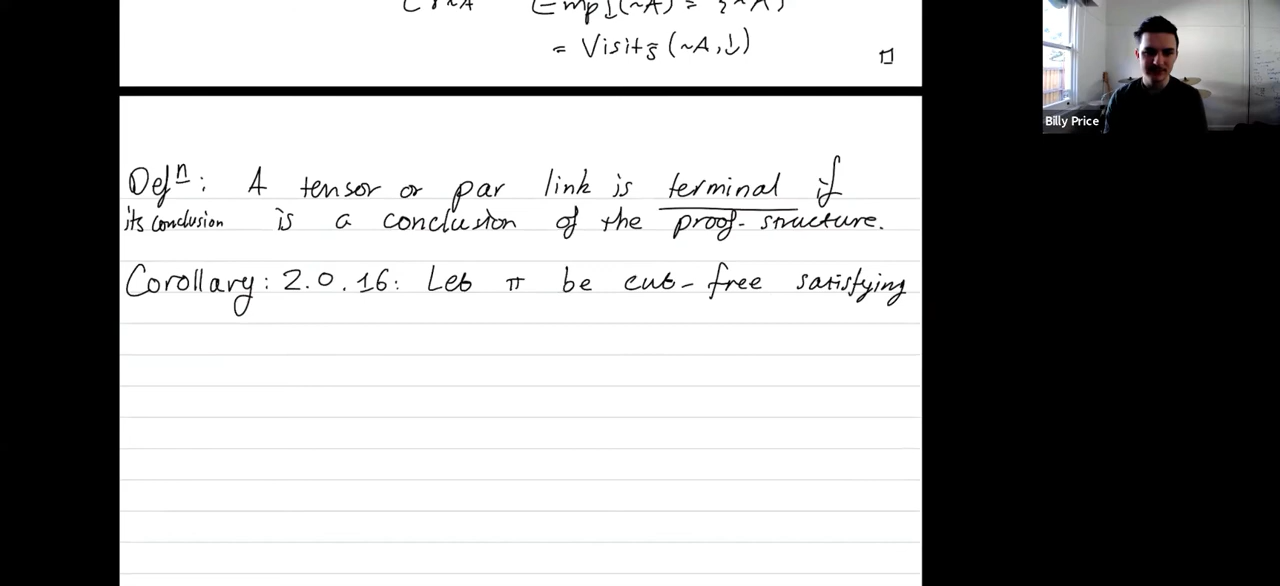 (Emp↓(~A) = {~A}
= Visits(~A,↓)
□
Defⁿ: A tensor or par link is terminal if
its conclusion is a conclusion of the proof-structure.
Corollary: 2.0.16: Let π be cut-free satisfying
Billy Price